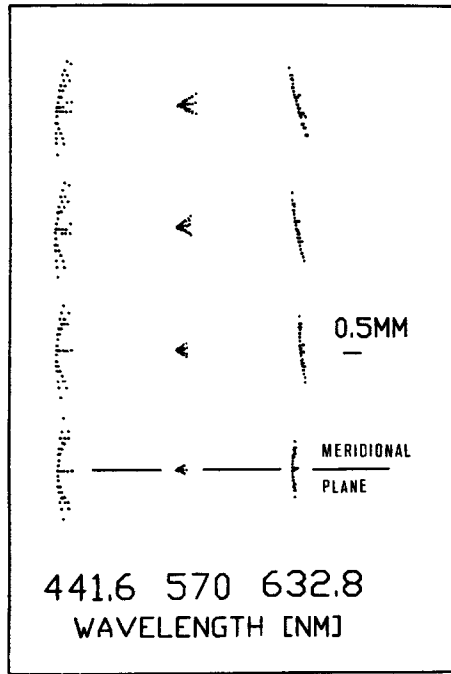 0.5MM
MERIDIONAL
PLANE
441.6 570 632.8
WAVELENGTH [NM]